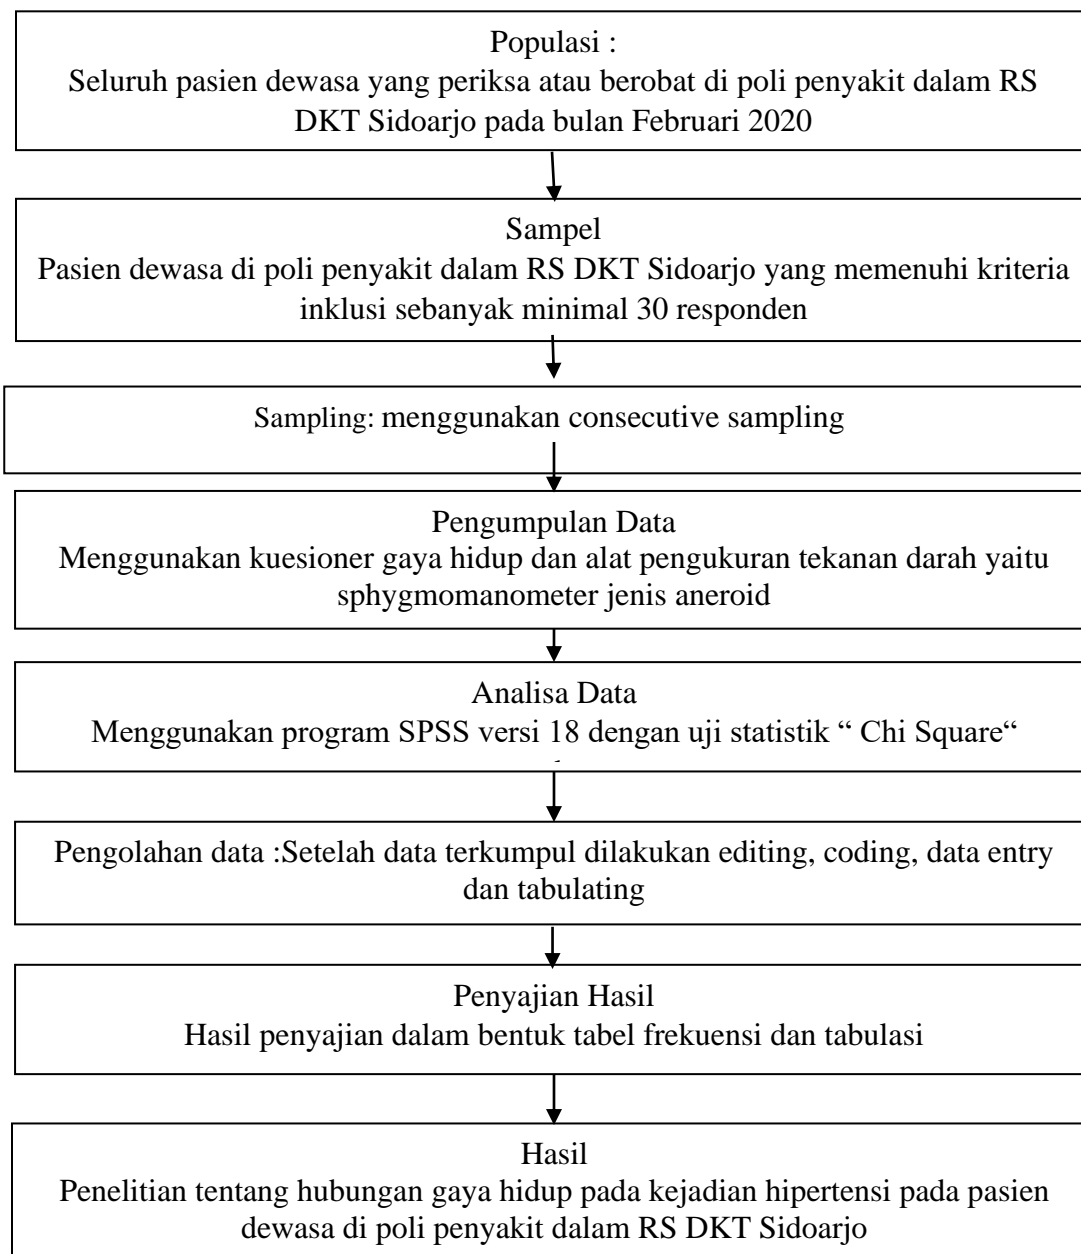 Populasi :
Seluruh pasien dewasa yang periksa atau berobat di poli penyakit dalam RS
DKT Sidoarjo pada bulan Februari 2020
Sampel
Pasien dewasa di poli penyakit dalam RS DKT Sidoarjo yang memenuhi kriteria
inklusi sebanyak minimal 30 responden
Sampling: menggunakan consecutive sampling
Pengumpulan Data
Menggunakan kuesioner gaya hidup dan alat pengukuran tekanan darah yaitu
sphygmomanometer jenis aneroid
Analisa Data
Menggunakan program SPSS versi 18 dengan uji statistik “ Chi Square“
Pengolahan data :Setelah data terkumpul dilakukan editing, coding, data entry
dan tabulating
Penyajian Hasil
Hasil penyajian dalam bentuk tabel frekuensi dan tabulasi
Hasil
Penelitian tentang hubungan gaya hidup pada kejadian hipertensi pada pasien
dewasa di poli penyakit dalam RS DKT Sidoarjo